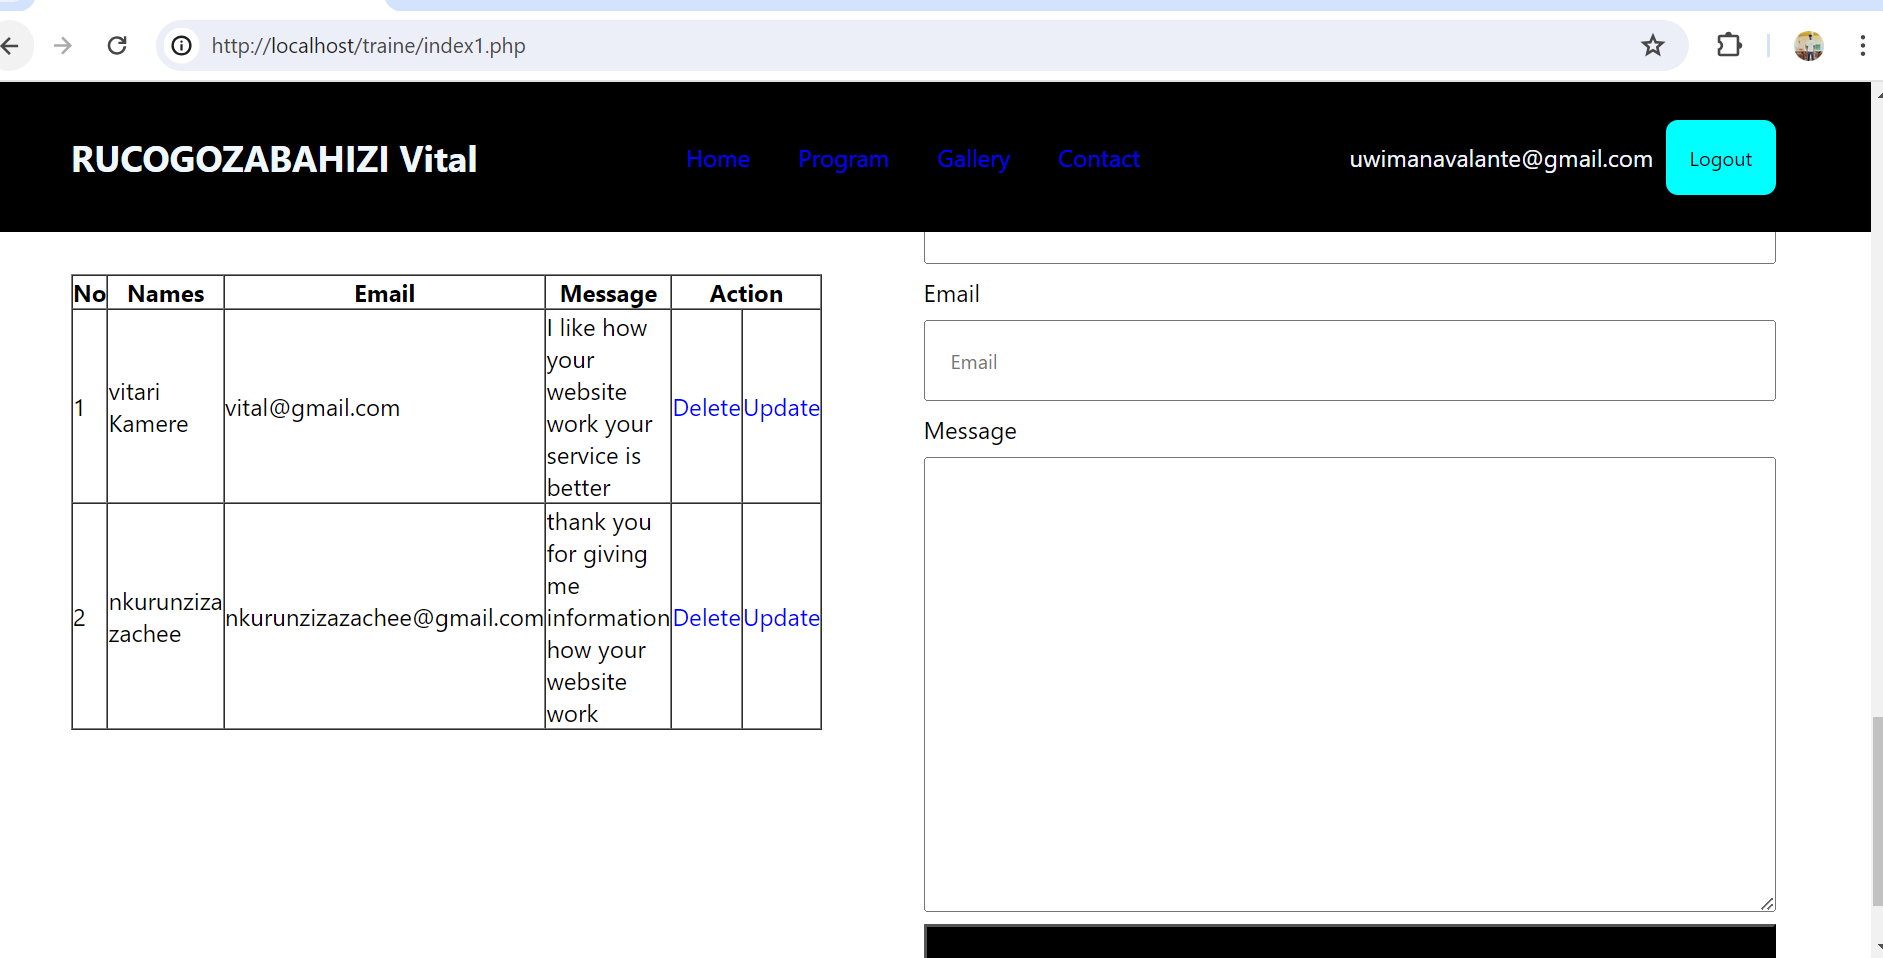 http://localhost/traine/index1.php
RUCOGOZABAHIZI Vital
Home Program Gallery Contact
uwimanavalante@gmail.com
Logout
No Names Email Message Action
1
vitari
Kamere
vital@gmail.com
I like how
your
website
work your
service is
better
Delete Update
2
nkurunziza
zachee
nkurunzizazachee@gmail.com
thank you
for giving
me
information
how your
website
work
Delete Update
Email
Email
Message